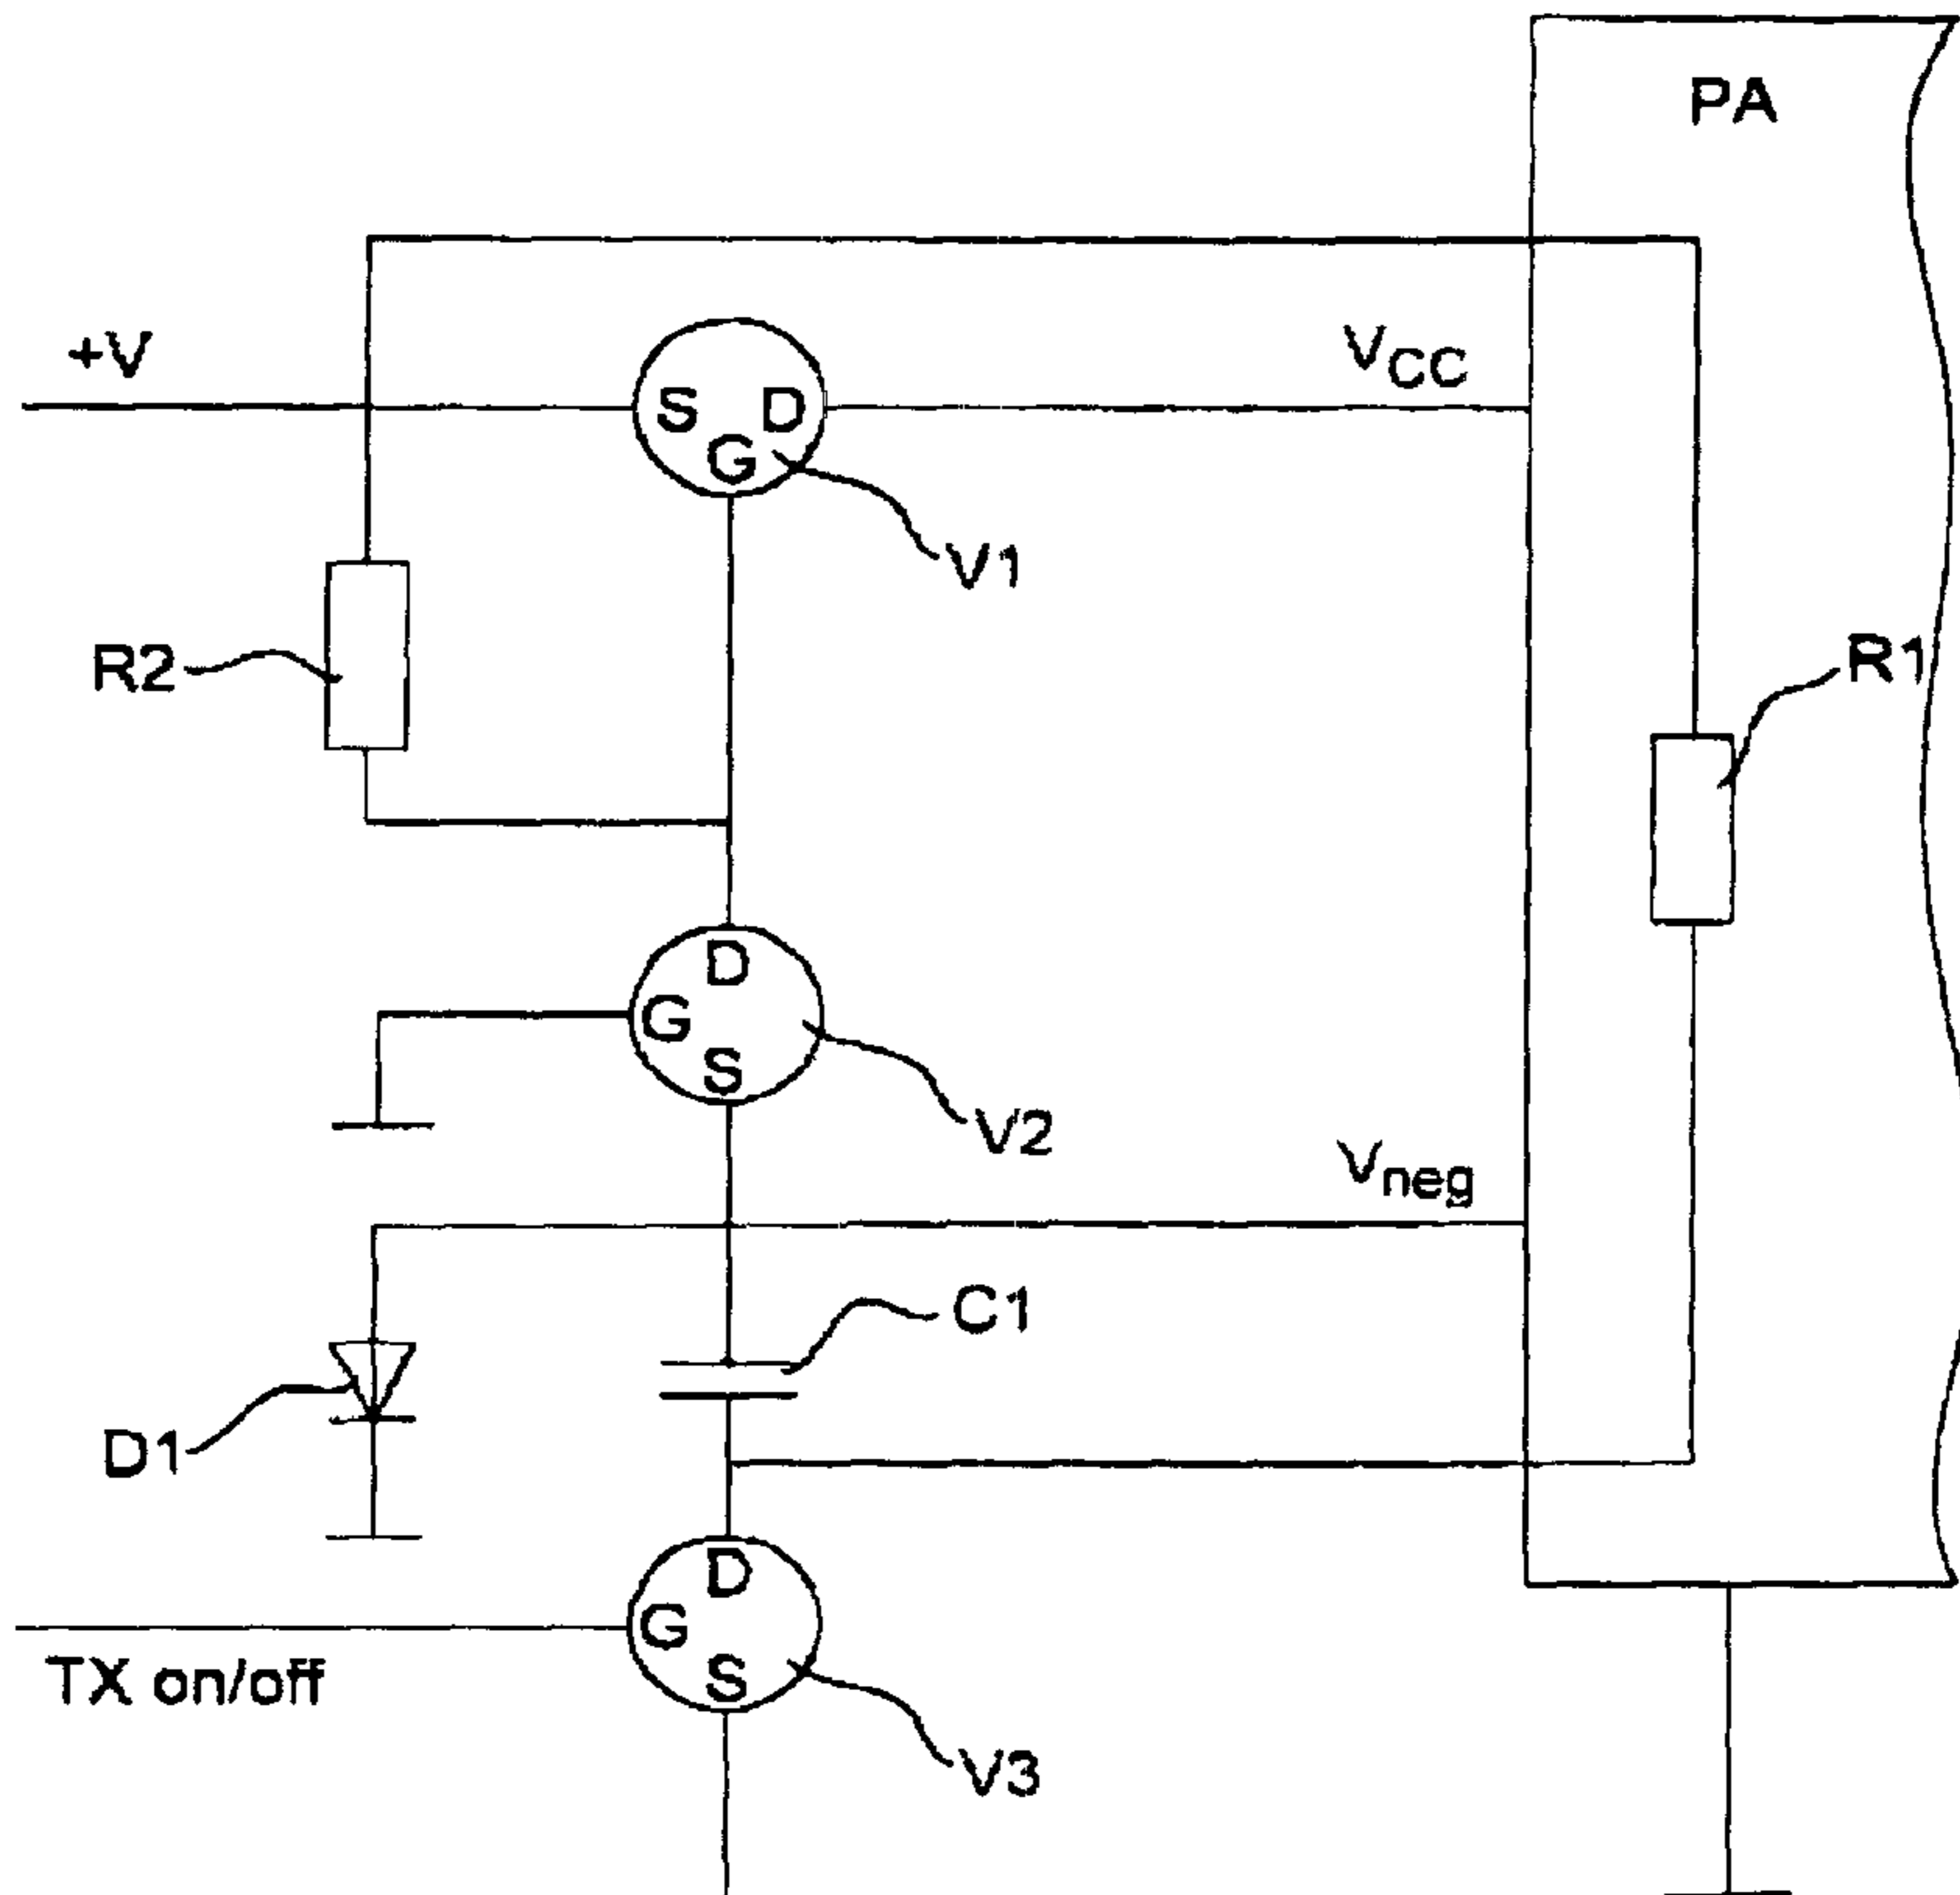 PA
+V
VCC
S D
G
V1
R2
R1
D
G
S
V2
Vneg
C1
D1
D
G
S
TX on/off
V3